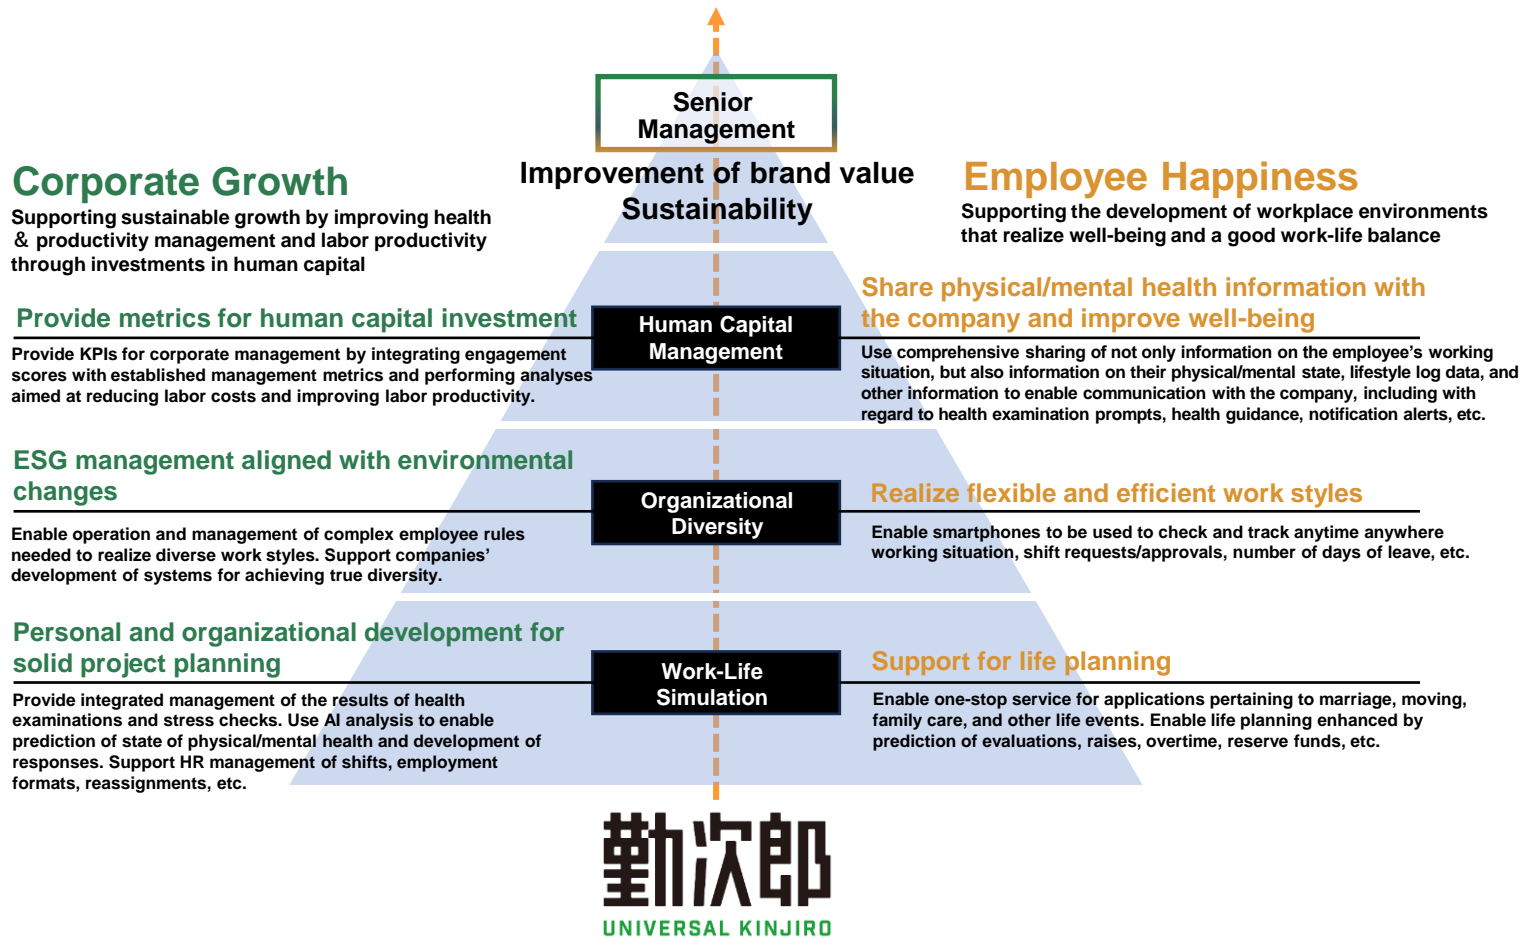 Senior
Management
Improvement of brand value
Sustainability
Corporate Growth
Supporting sustainable growth by improving health
& productivity management and labor productivity
through investments in human capital
Employee Happiness
Supporting the development of workplace environments
that realize well-being and a good work-life balance
Provide metrics for human capital investment
Provide KPIs for corporate management by integrating engagement
scores with established management metrics and performing analyses
aimed at reducing labor costs and improving labor productivity.
Human Capital
Management
Share physical/mental health information with
the company and improve well-being
Use comprehensive sharing of not only information on the employee’s working
situation, but also information on their physical/mental state, lifestyle log data, and
other information to enable communication with the company, including with
regard to health examination prompts, health guidance, notification alerts, etc.
ESG management aligned with environmental
changes
Enable operation and management of complex employee rules
needed to realize diverse work styles. Support companies’
development of systems for achieving true diversity.
Organizational
Diversity
Realize flexible and efficient work styles
Enable smartphones to be used to check and track anytime anywhere
working situation, shift requests/approvals, number of days of leave, etc.
Personal and organizational development for
solid project planning
Provide integrated management of the results of health
examinations and stress checks. Use AI analysis to enable
prediction of state of physical/mental health and development of
responses. Support HR management of shifts, employment
formats, reassignments, etc.
Work-Life
Simulation
Support for life planning
Enable one-stop service for applications pertaining to marriage, moving,
family care, and other life events. Enable life planning enhanced by
prediction of evaluations, raises, overtime, reserve funds, etc.
勤次郎
UNIVERSAL KINJIRO